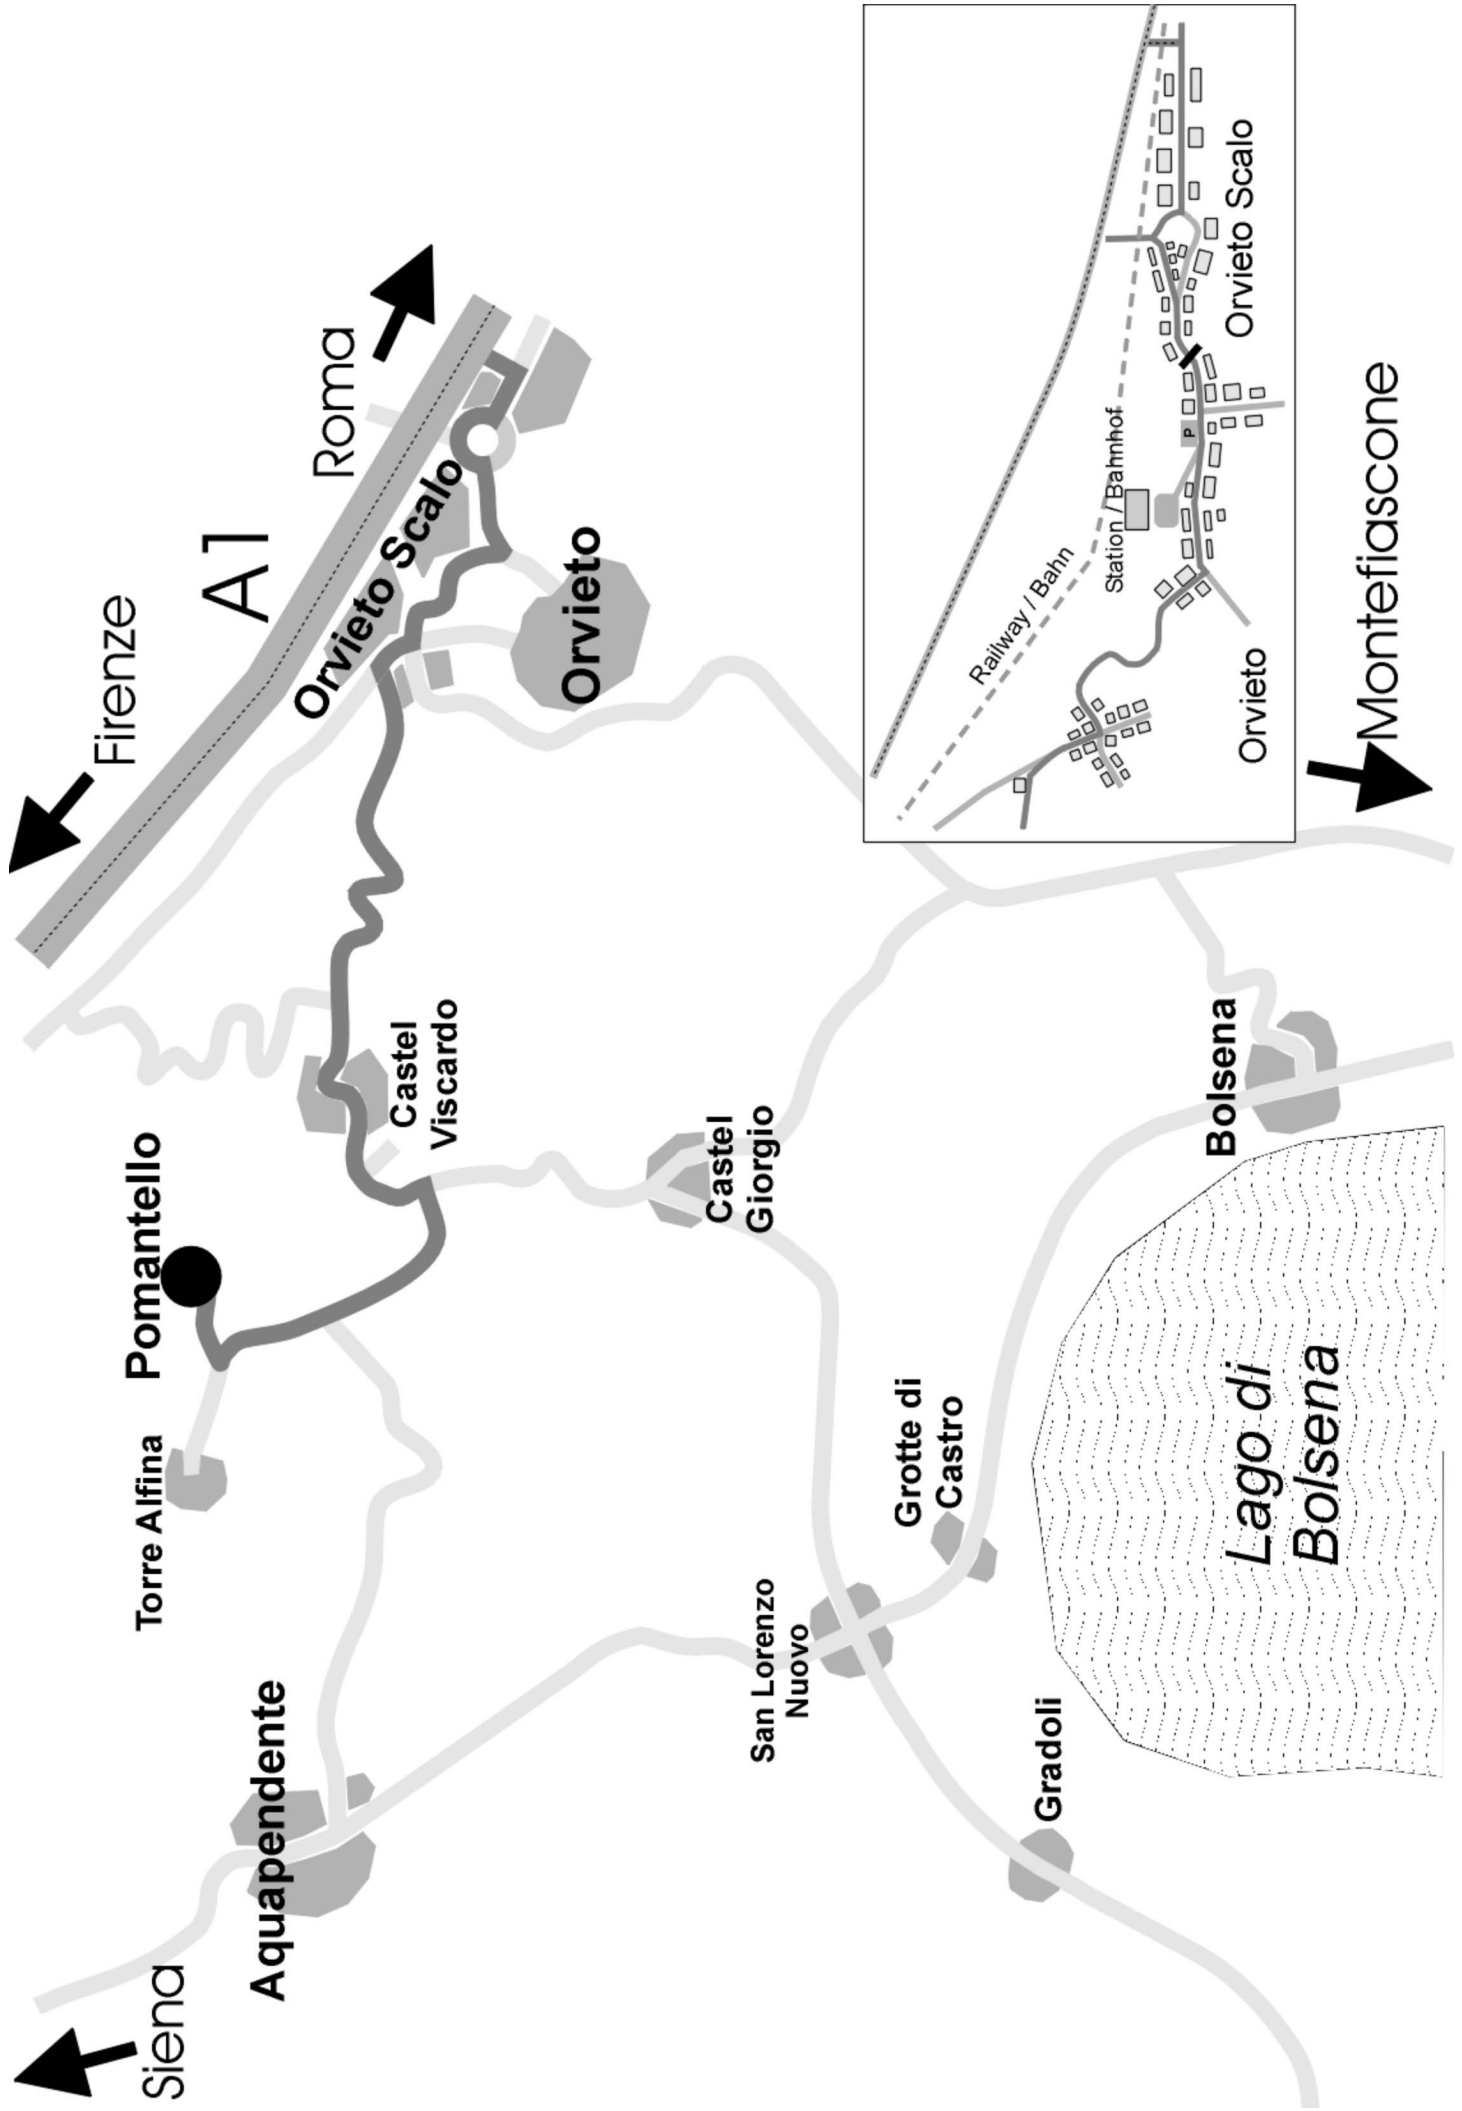 Siena
Firenze
A1
Roma
Torre Alfina
Pomantello
Aquapendente
Castel
Viscardo
Orvieto Scalo
Orvieto
Castel
Giorgio
San Lorenzo
Nuovo
Grotte di
Castro
Gradoli
Bolsena
Lago di
Bolsena
Montefiascone
Railway / Bahn
Station / Bahnhof
P
Orvieto
Orvieto Scalo